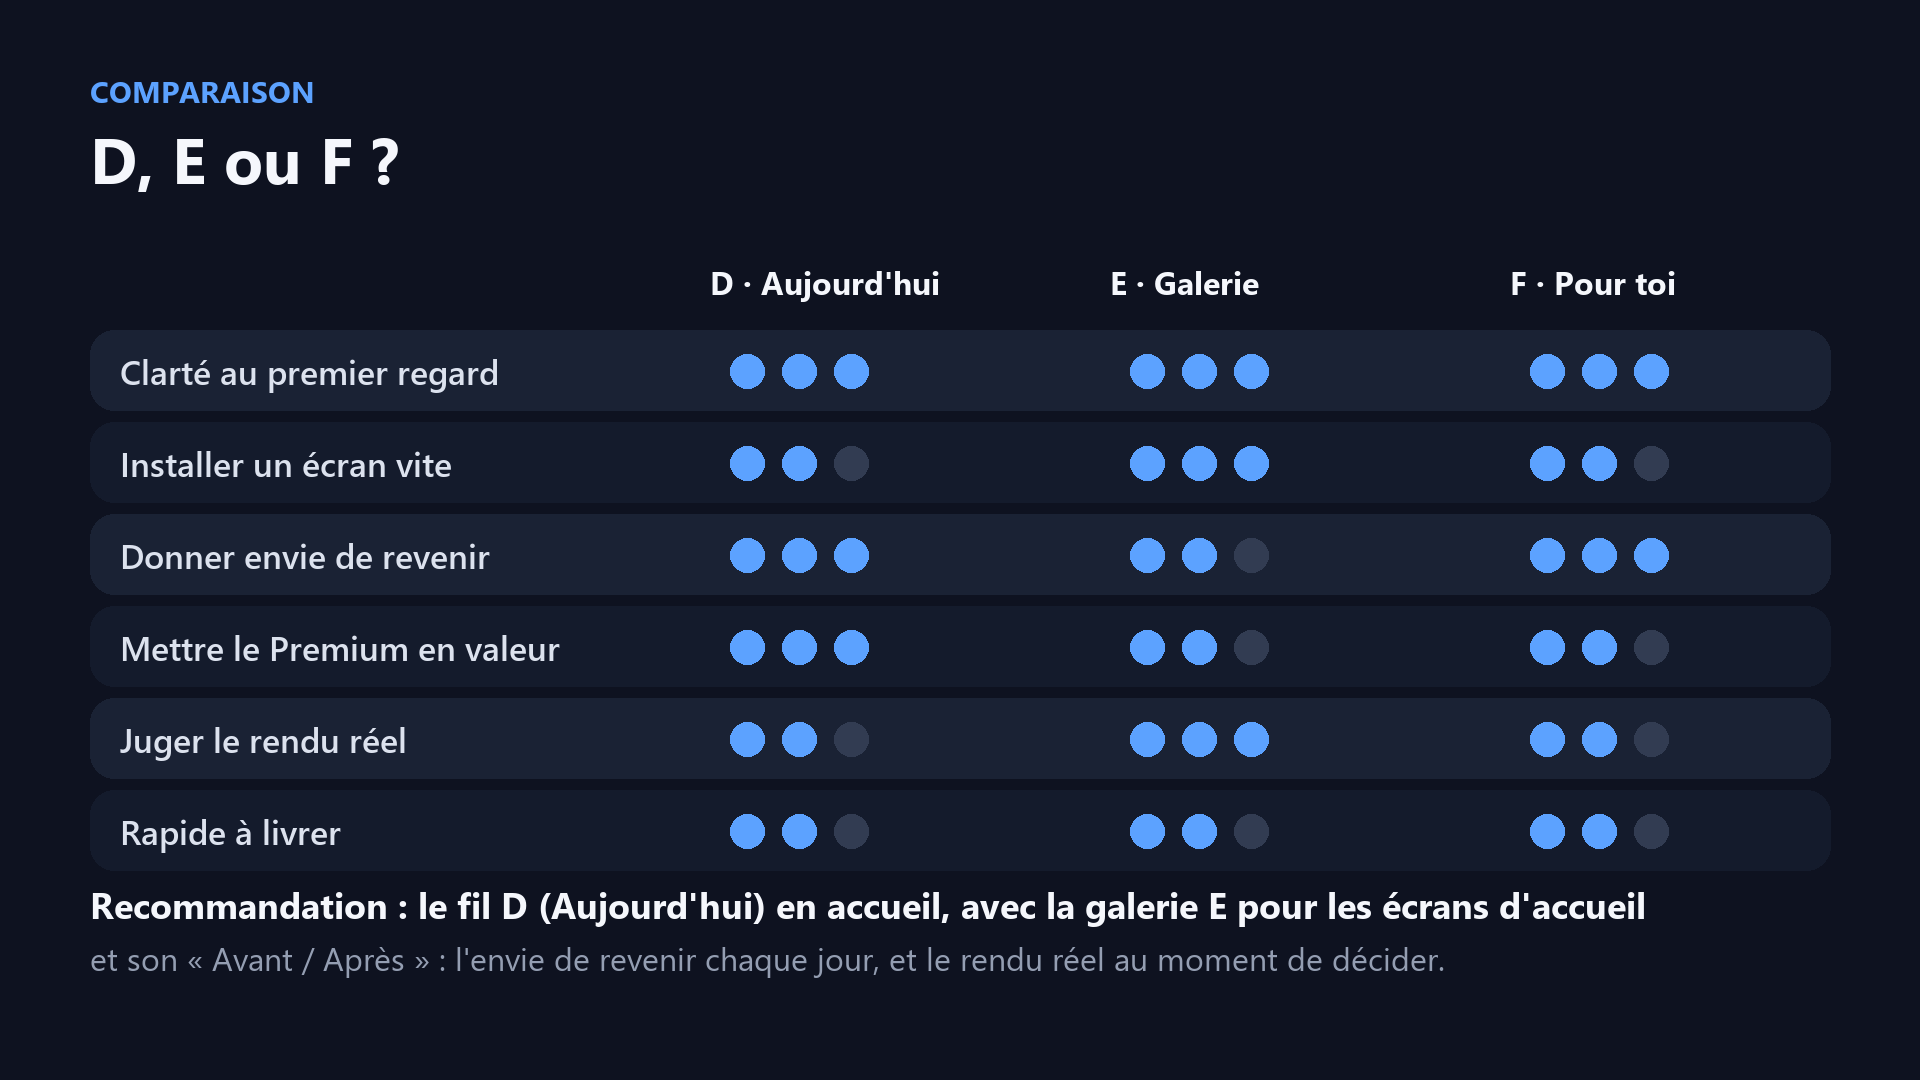 COMPARAISON
D, E ou F ?
D · Aujourd'hui
E · Galerie
F · Pour toi
Clarté au premier regard
Installer un écran vite
Donner envie de revenir
Mettre le Premium en valeur
Juger le rendu réel
Rapide à livrer
Recommandation : le fil D (Aujourd'hui) en accueil, avec la galerie E pour les écrans d'accueil
et son « Avant / Après » : l'envie de revenir chaque jour, et le rendu réel au moment de décider.